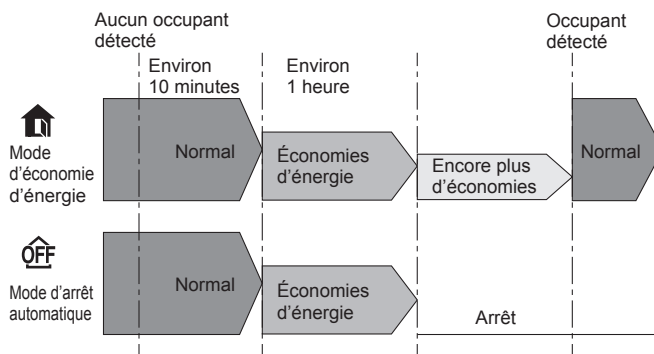 Aucun occupant
détecté
Occupant
détecté
Environ
10 minutes
Environ
1 heure
Mode
d'économie
d'énergie
Normal
Économies
d'énergie
Encore plus
d'économies
Normal
OFF
Mode d'arrêt
automatique
Normal
Économies
d'énergie
Arrêt